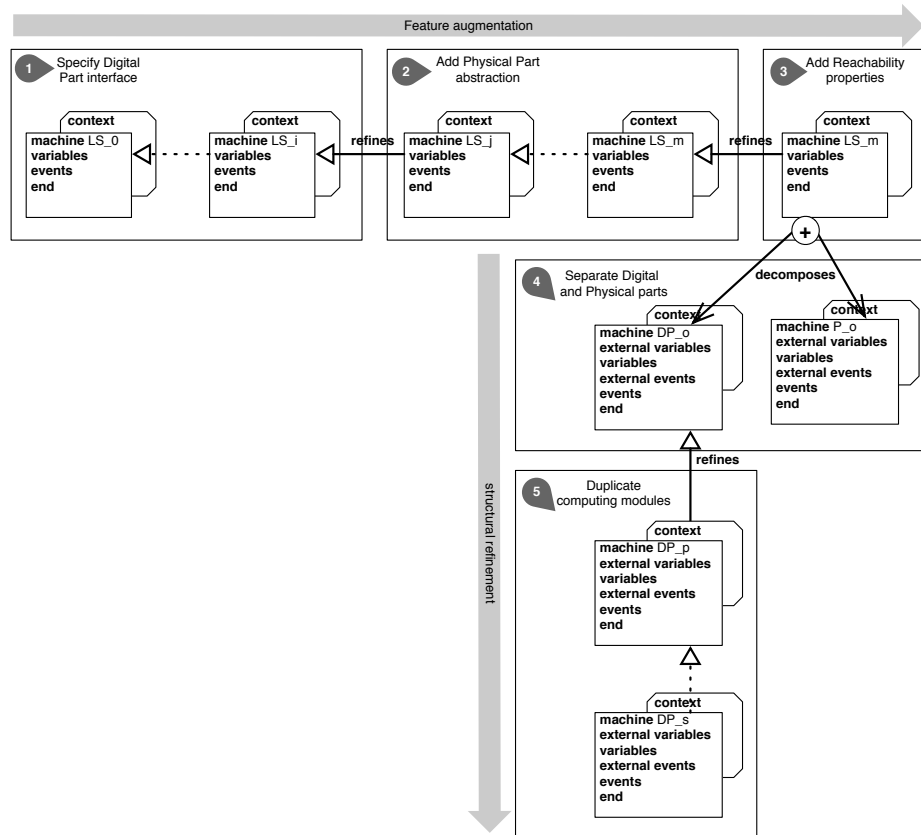 Feature augmentation
1
Specify Digital
Part interface
context
machine LS_0
variables
events
end
context
machine LS_i
variables
events
end
refines
2
Add Physical Part
abstraction
context
machine LS_j
variables
events
end
context
machine LS_m
variables
events
end
refines
3
Add Reachability
properties
context
machine LS_m
variables
events
end
+
decomposes
structural refinement
4
Separate Digital
and Physical parts
context
machine DP_o
external variables
variables
external events
events
end
context
machine P_o
external variables
variables
external events
events
end
refines
5
Duplicate
computing modules
context
machine DP_p
external variables
variables
external events
events
end
context
machine DP_s
external variables
variables
external events
events
end